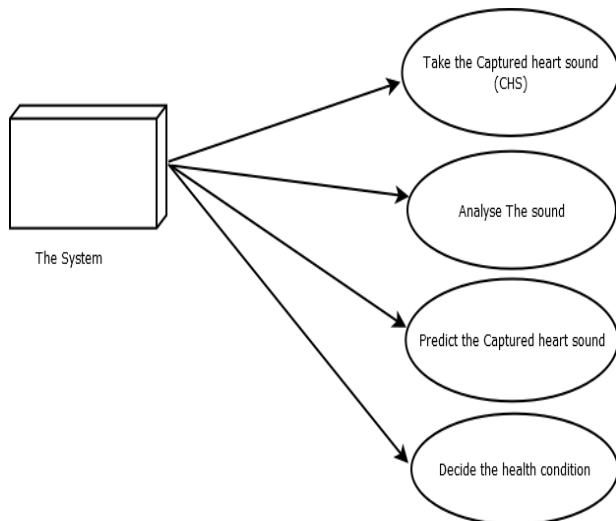 Take the Captured heart sound
(CHS)
Analyse The sound
The System
Predict the Captured heart sound
Decide the health condition